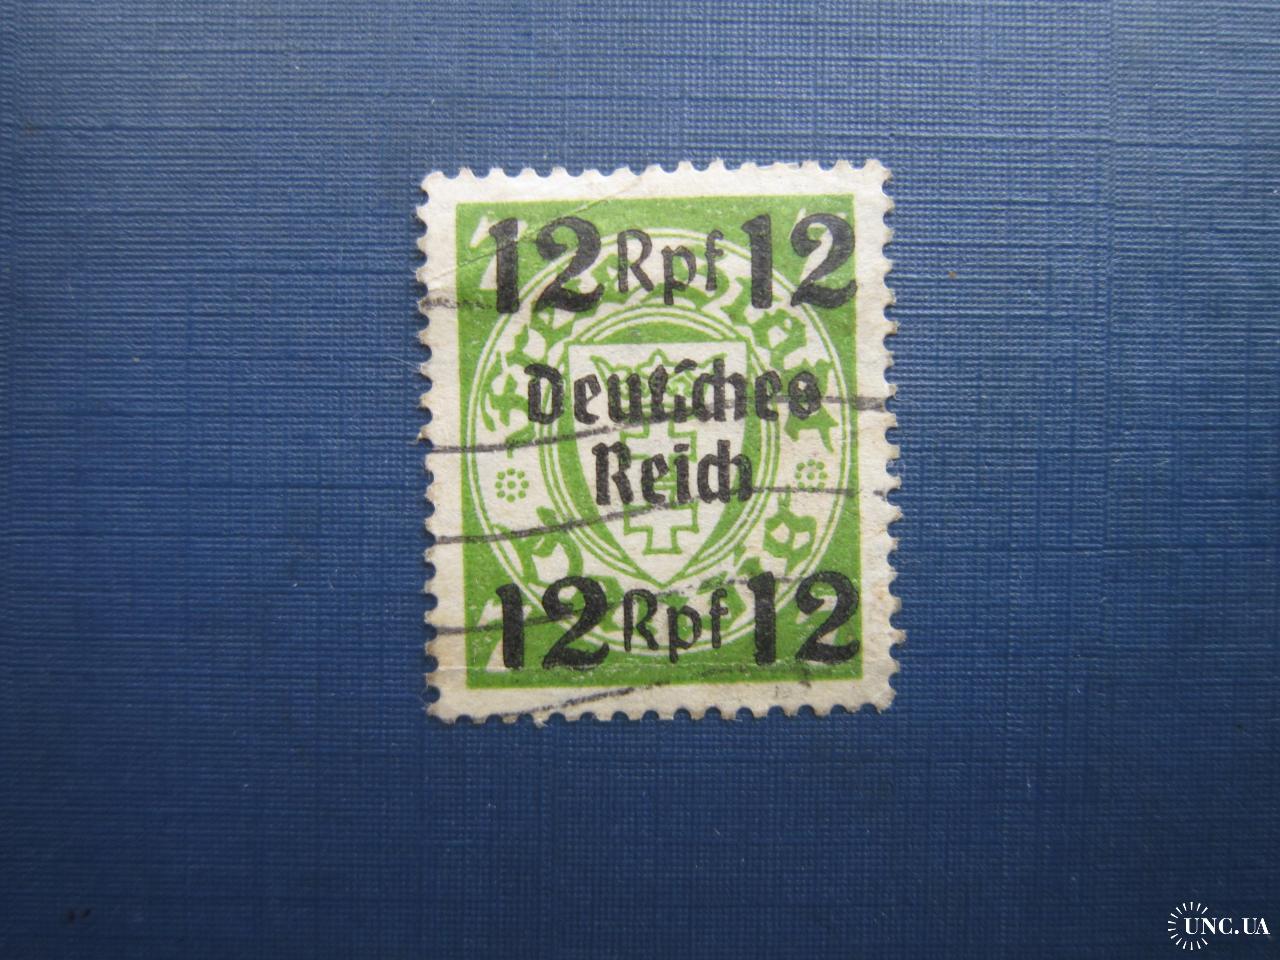 12 Rpf 12
Deutsches
Reich
12 Rpf 12
UNC.UA